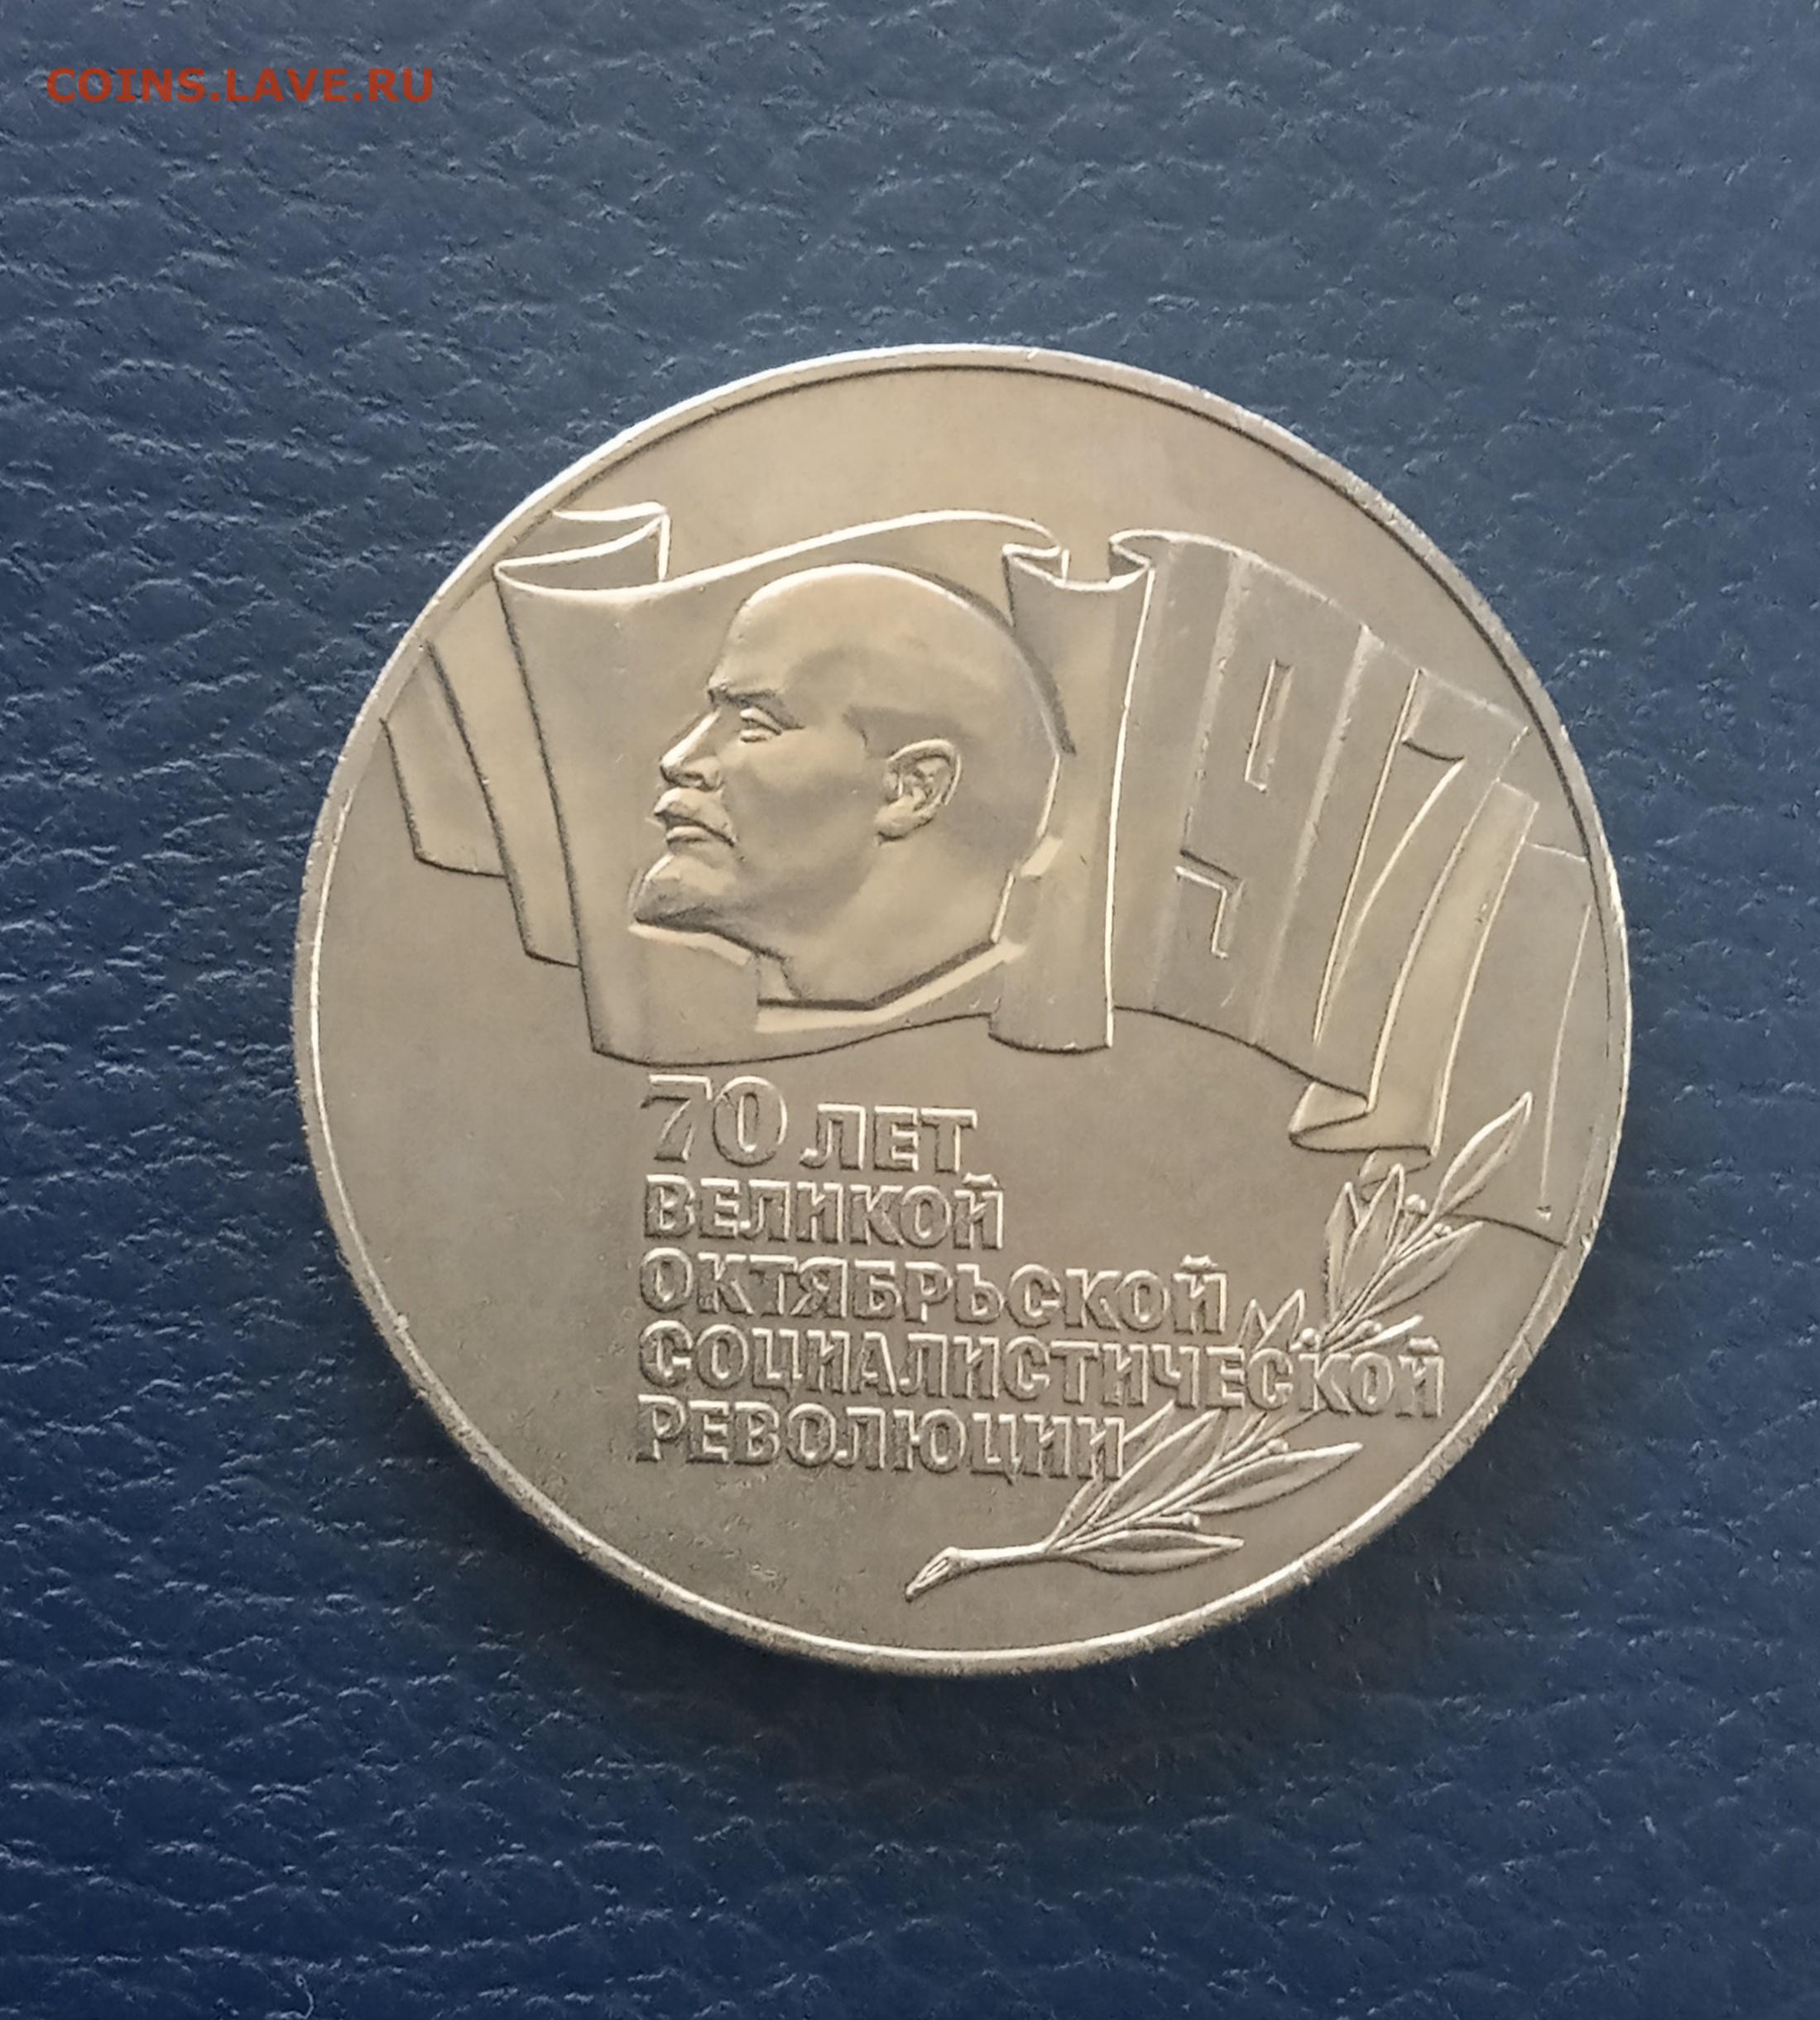 COINS.LAVE.RU
1917
70 ЛЕТ
ВЕЛИКОЙ
ОКТЯБРЬСКОЙ
СОЦИАЛИСТИЧЕСКОЙ
РЕВОЛЮЦИИ